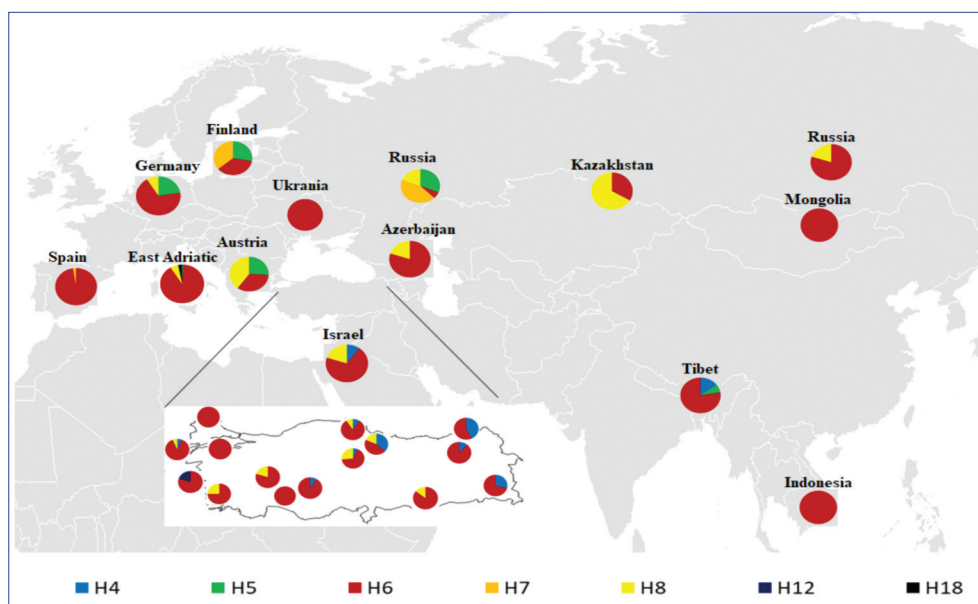 Finland
Germany
Russia
Russia
Kazakhstan
Ukrania
Mongolia
Azerbaijan
Austria
Spain
East Adriatic
Israel
Tibet
Indonesia
H4 H5 H6 H7 H8 H12 H18